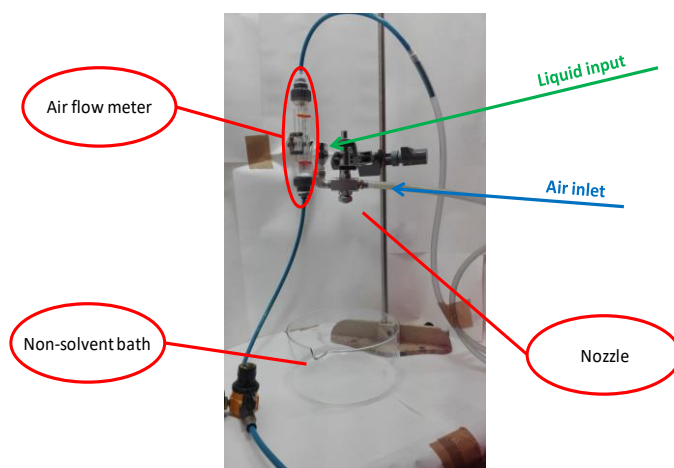 Liquid input
Air flow meter
Air inlet
Non-solvent bath
Nozzle